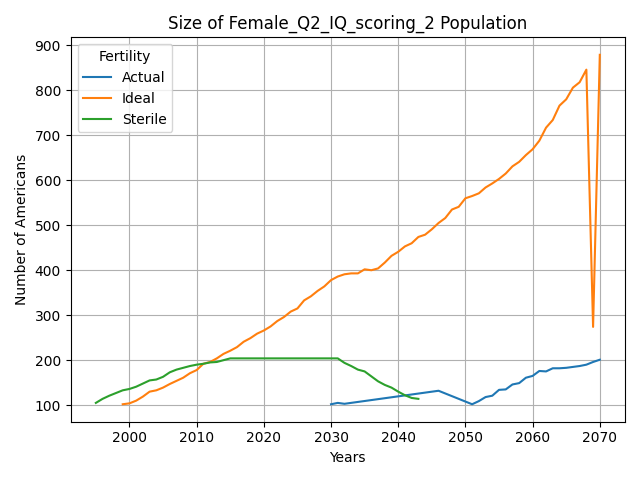 Size of Female_Q2_IQ_scoring_2 Population
Fertility
Actual
Ideal
Sterile
Number of Americans
900
800
700
600
500
400
300
200
100
2000 2010 2020 2030 2040 2050 2060 2070
Years